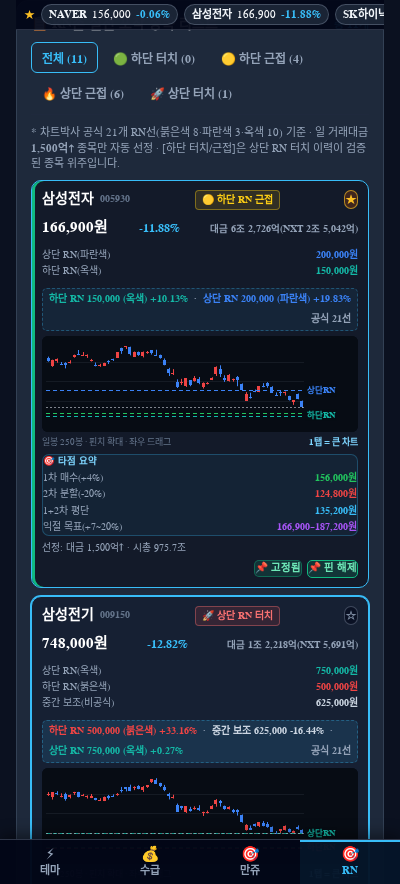 ★ NAVER 156,000 -0.06% 삼성전자 166,900 -11.88% SK하이닉
전체 (11) 🟢 하단 터치 (0) 🟡 하단 근접 (4)
🔥 상단 근접 (6) 🚀 상단 터치 (1)
* 차트박사 공식 21개 RN선(붉은색 8·파란색 3·옥색 10) 기준 · 일 거래대금
1,500억↑ 종목만 자동 선정 · [하단 터치/근접]은 상단 RN 터치 이력이 검증
된 종목 위주입니다.
삼성전자 005930 🟡 하단 RN 근접 ★
166,900원 -11.88% 대금 6조 2,726억(NXT 2조 5,042억)
상단 RN(파란색) 200,000원
하단 RN(옥색) 150,000원
하단 RN 150,000 (옥색) +10.13% · 상단 RN 200,000 (파란색) +19.83%
공식 21선
상단RN
하단RN
일봉 250봉 · 핀치 확대 · 좌우 드래그 1탭 = 큰 차트
🎯 타점 요약
1차 매수(+4%) 156,000원
2차 분할(-20%) 124,800원
1+2차 평단 135,200원
익절 목표(+7~20%) 166,900~187,200원
선정: 대금 1,500억↑ · 시총 975.7조
📌 고정됨 📌 핀 해제
삼성전기 009150 🚀 상단 RN 터치 ☆
748,000원 -12.82% 대금 1조 2,218억(NXT 5,691억)
상단 RN(옥색) 750,000원
하단 RN(붉은색) 500,000원
중간 보조(비공식) 625,000원
하단 RN 500,000 (붉은색) +33.16% · 중간 보조 625,000 -16.44% ·
상단 RN 750,000 (옥색) +0.27% 공식 21선
상단RN
⚡ 💰 🎯 🎯
테마 수급 만쥬 RN